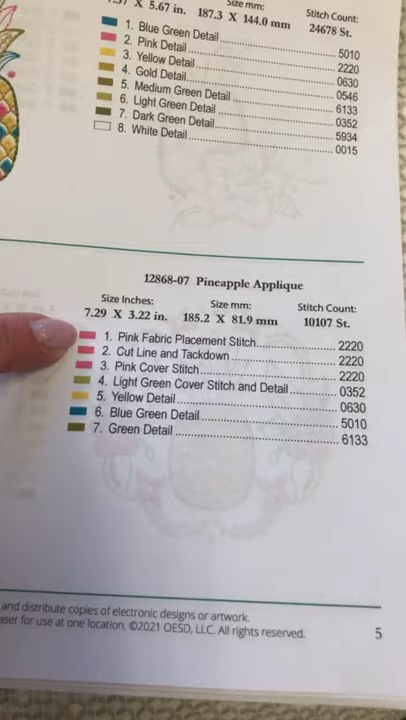 X 5.67 in. 187.3 X 144.0 mm 24678 St.
Size mm: Stitch Count:
1. Blue Green Detail 5010
2. Pink Detail 2220
3. Yellow Detail 0630
4. Gold Detail 0546
5. Medium Green Detail 6133
6. Light Green Detail 0352
7. Dark Green Detail 5934
8. White Detail 0015
12868-07 Pineapple Applique
Size Inches: Size mm: Stitch Count:
7.29 X 3.22 in. 185.2 X 81.9 mm 10107 St.
1. Pink Fabric Placement Stitch 2220
2. Cut Line and Tackdown 2220
3. Pink Cover Stitch 2220
4. Light Green Cover Stitch and Detail 0352
5. Yellow Detail 0630
6. Blue Green Detail 5010
7. Green Detail 6133
and distribute copies of electronic designs or artwork.
for use at one location. ©2021 OESD, LLC. All rights reserved.
5